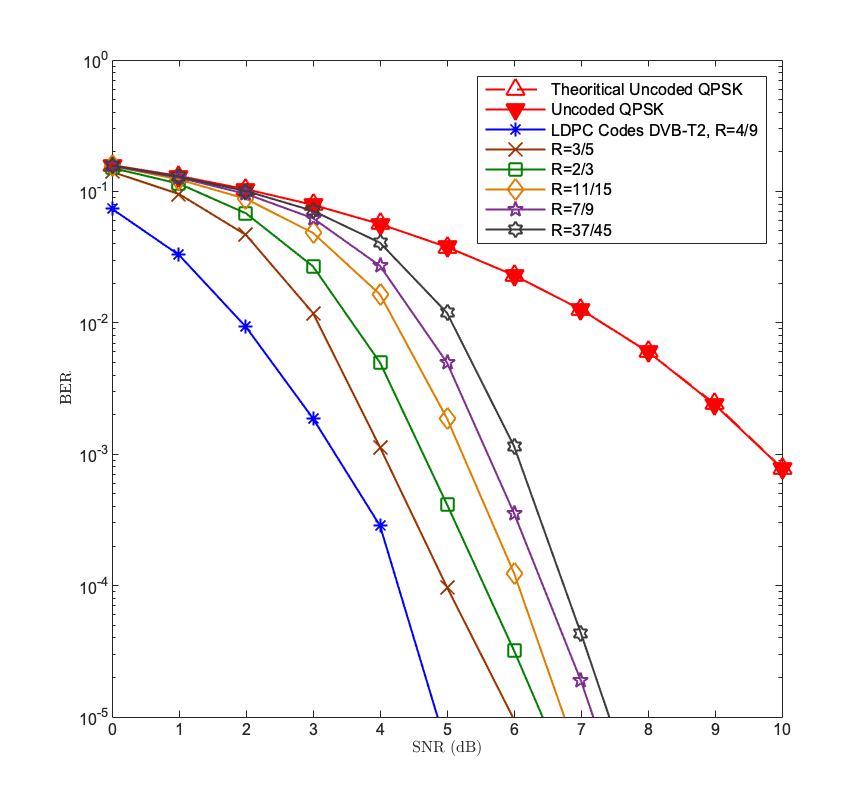 10^0
10^-1
10^-2
10^-3
10^-4
10^-5
BER
Theoritical Uncoded QPSK
Uncoded QPSK
LDPC Codes DVB-T2, R=4/9
R=3/5
R=2/3
R=11/15
R=7/9
R=37/45
0 1 2 3 4 5 6 7 8 9 10
SNR (dB)